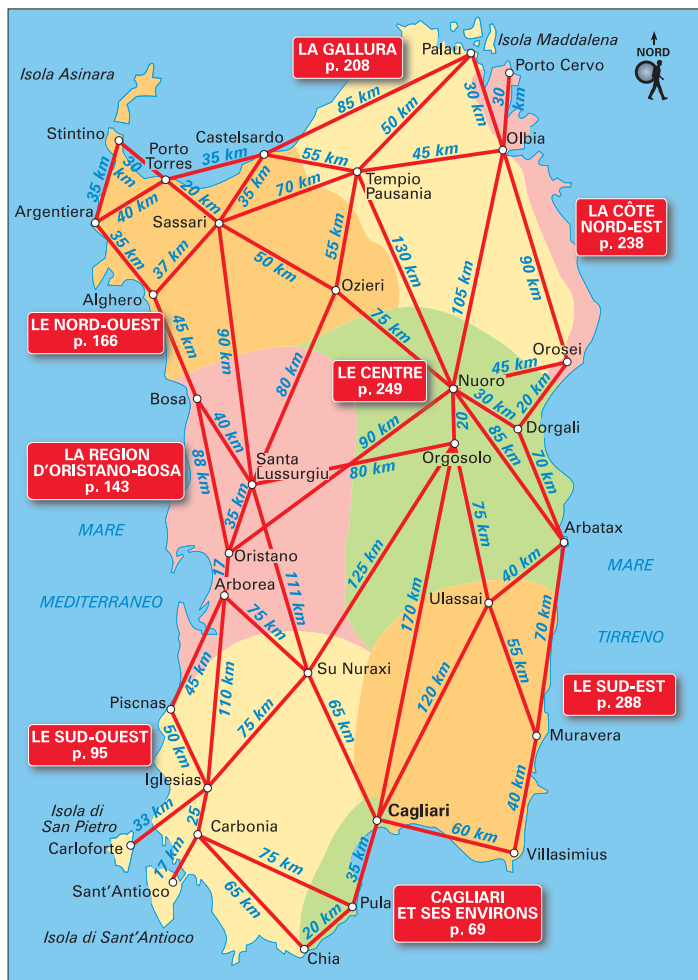 LA GALLURA
p. 208
Isola Maddalena
Palau
NORD
Porto Cervo
Isola Asinara
85 km
50 km
30 km
30
km
Stintino
Porto
Torres
Castelsardo
35 km
30
km
35 km
55 km
45 km
Olbia
Tempio
Pausania
40 km
20 km
35 km
70 km
Argentiera
Sassari
LA CÔTE
NORD-EST
p. 238
35 km
37 km
50 km
55 km
130 km
105 km
90 km
Alghero
Ozieri
LE NORD-OUEST
p. 166
45 km
90 km
80 km
75 km
Orosei
LE CENTRE
p. 249
45 km
Nuoro
20 km
30 km
Bosa
40 km
90 km
20
85 km
Dorgali
LA REGION
D'ORISTANO-BOSA
p. 143
88 km
Santa
Lussurgiu
80 km
Orgosolo
70 km
35 km
75 km
MARE
Oristano
Arbatax
MARE
17
125 km
170 km
40 km
MEDITERRANEO
Arborea
111 km
Ulassai
70 km
75 km
55 km
TIRRENO
45 km
110 km
Su Nuraxi
120 km
LE SUD-EST
p. 288
Piscnas
75 km
65 km
LE SUD-OUEST
p. 95
50 km
Muravera
Iglesias
40 km
Isola di
San Pietro
33 km
25
Cagliari
Carloforte
Carbonia
60 km
Villasimius
17 km
75 km
35 km
Sant'Antioco
65 km
Pula
CAGLIARI
ET SES ENVIRONS
p. 69
20 km
Isola di Sant'Antioco
Chia